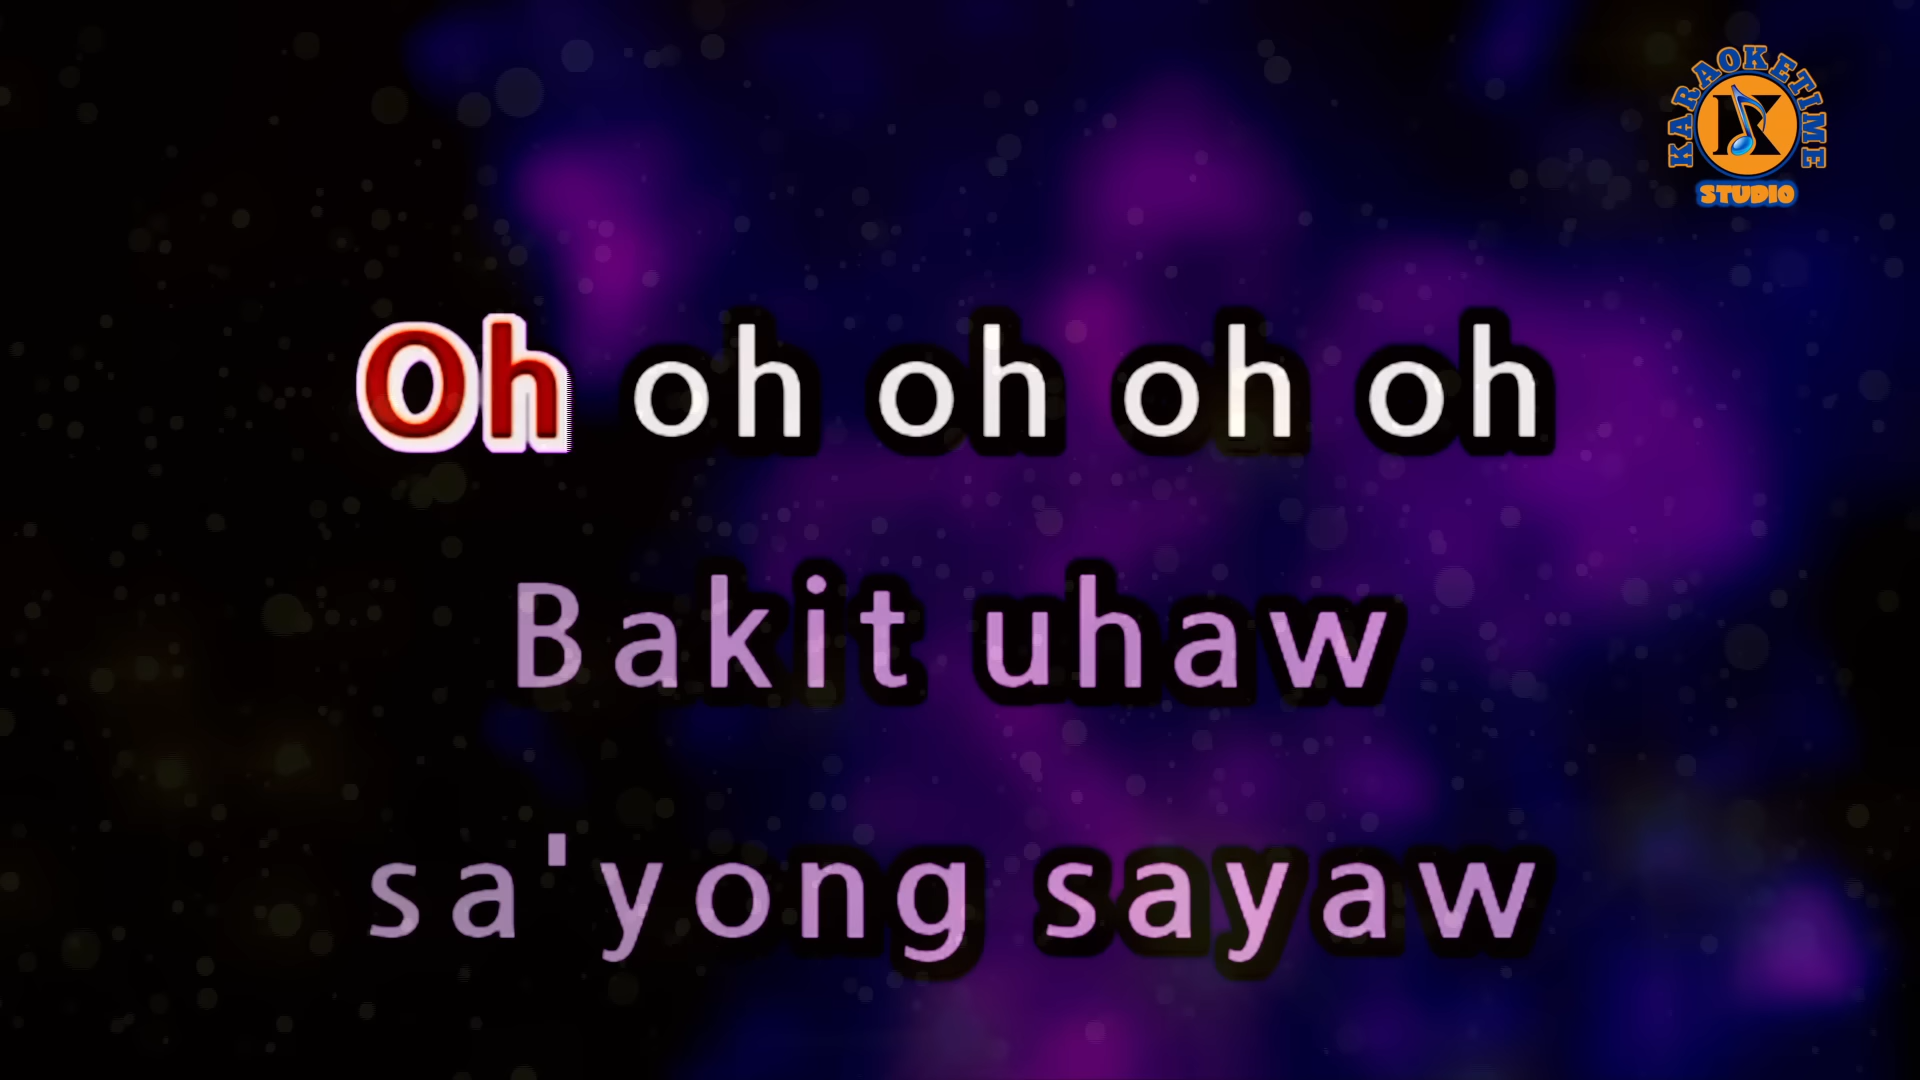 KARAOKETIME
K
STUDIO
Oh oh oh oh oh
Bakit uhaw
sa'yong sayaw